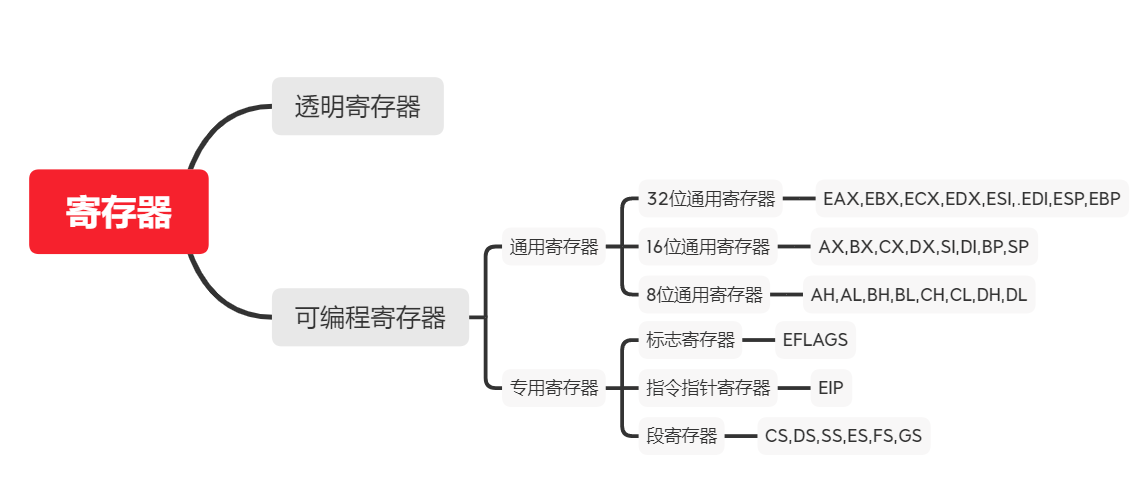 寄存器
透明寄存器
可编程寄存器
通用寄存器
32位通用寄存器
EAX,EBX,ECX,EDX,ESI,.EDI,ESP,EBP
16位通用寄存器
AX,BX,CX,DX,SI,DI,BP,SP
8位通用寄存器
AH,AL,BH,BL,CH,CL,DH,DL
专用寄存器
标志寄存器
EFLAGS
指令指针寄存器
EIP
段寄存器
CS,DS,SS,ES,FS,GS